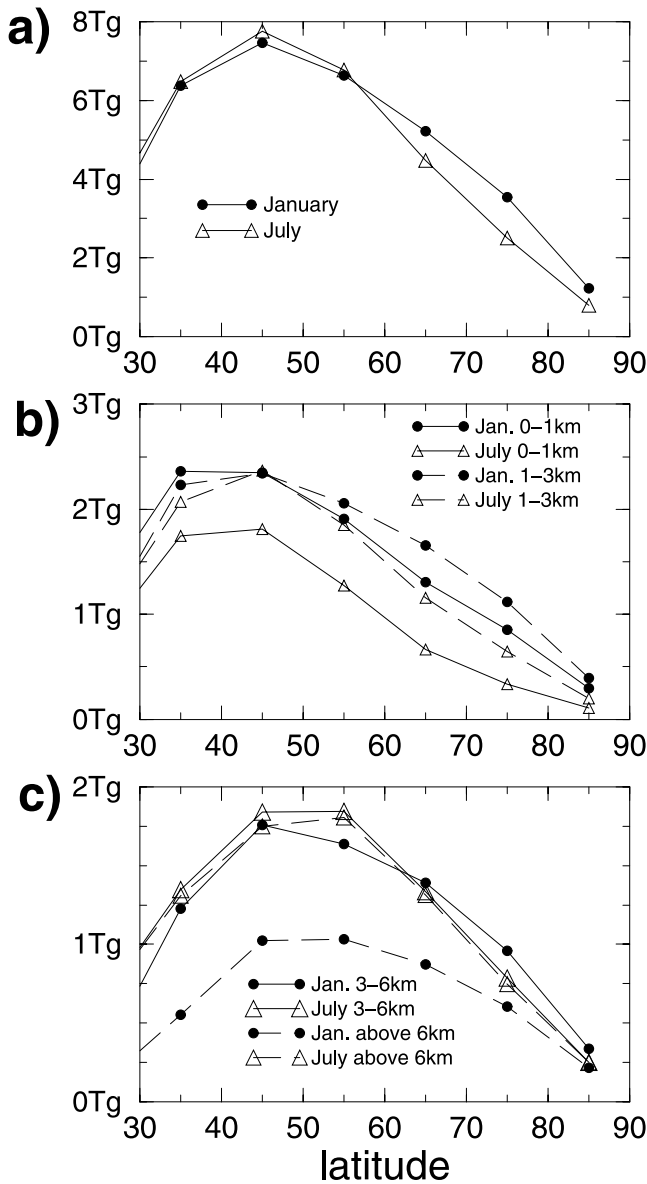 a)
8Tg
6Tg
4Tg
2Tg
0Tg
January
July
30 40 50 60 70 80 90
b)
3Tg
2Tg
1Tg
0Tg
Jan. 0–1km
July 0–1km
Jan. 1–3km
July 1–3km
30 40 50 60 70 80 90
c)
2Tg
1Tg
0Tg
Jan. 3–6km
July 3–6km
Jan. above 6km
July above 6km
30 40 50 60 70 80 90
latitude